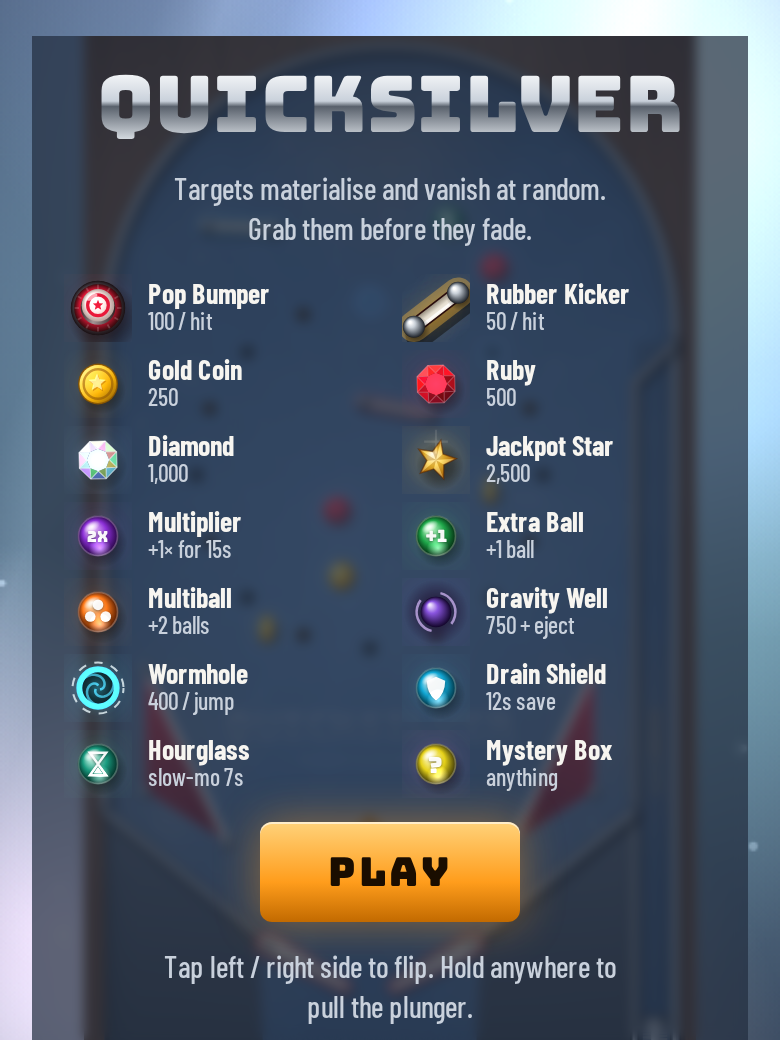 QUICKSILVER
Targets materialise and vanish at random.
Grab them before they fade.
Pop Bumper
100 / hit
Rubber Kicker
50 / hit
Gold Coin
250
Ruby
500
Diamond
1,000
Jackpot Star
2,500
2X
Multiplier
+1× for 15s
+1
Extra Ball
+1 ball
Multiball
+2 balls
Gravity Well
750 + eject
Wormhole
400 / jump
Drain Shield
12s save
Hourglass
slow-mo 7s
?
Mystery Box
anything
PLAY
Tap left / right side to flip. Hold anywhere to
pull the plunger.